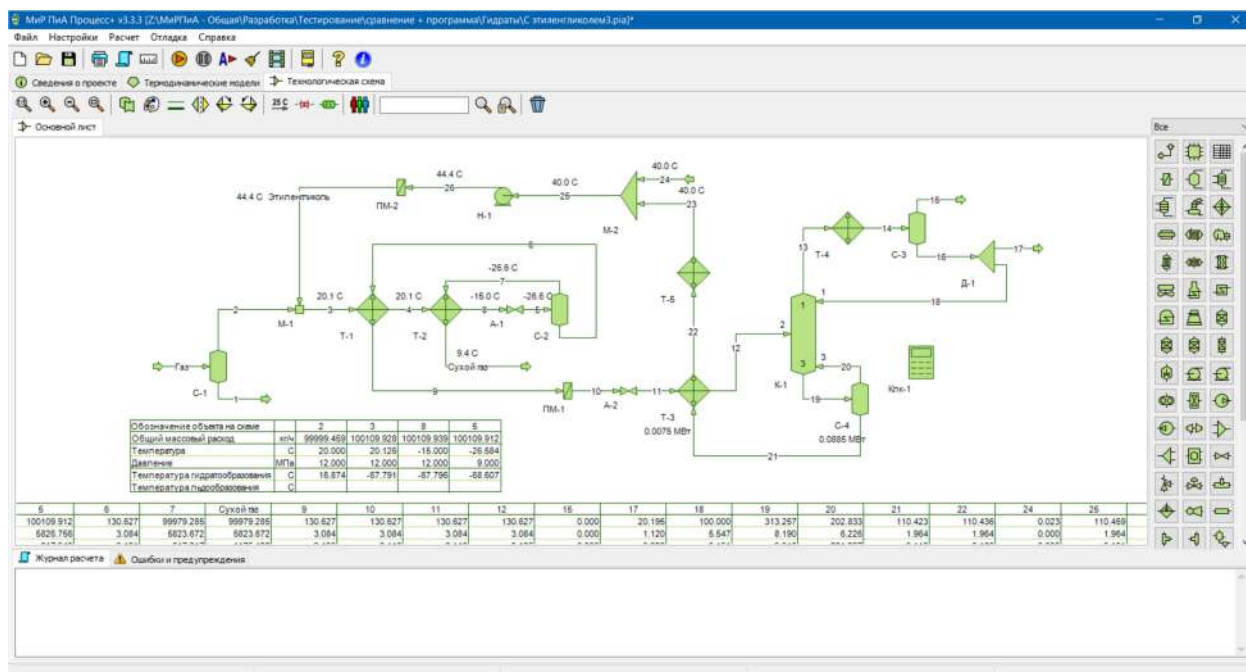 МиР ПиА Процесс+ v3.3.3 [Z:\МиРПиА - Общая\Разработка\Тестирование\сравнение + программа\Гидраты\С этиленгликолем3.pia]*
Файл Настройки Расчет Отладка Справка
Сведения о проекте Термодинамические модели Технологическая схема
25 C
Основной лист
Все
40.0 C
44.4 C
24
40.0 C
40.0 C
26
25
23
44.4 C Этиленгликоль
ПМ-2
Н-1
М-2
15
14
13
Т-4
С-3
16
17
Д-1
6
-26.6 C
7
20.1 C
20.1 C
-15.0 C
-26.6 C
2
3
4
8
5
М-1
Т-1
Т-2
А-1
С-2
Т-5
1
1
18
2
22
12
9.4 C
Сухой газ
3
3
20
К-1
Клк-1
Газ
С-1
1
9
10
11
ПМ-1
А-2
Т-3
0.0075 МВт
19
С-4
0.0885 МВт
21
Обозначение объекта на схеме 2 3 8 5
Общий массовый расход кг/ч 99999.459 100109.928 100109.939 100109.912
Температура C 20.000 20.126 -15.000 -26.584
Давление МПа 12.000 12.000 12.000 9.000
Температура гидратообразования C 16.874 -67.791 -67.796 -68.607
Температура льдообразования C
5 6 7 Сухой газ 9 10 11 12 15 17 18 19 20 21 22 24 25
100109.912 130.627 99979.285 99979.285 130.627 130.627 130.627 130.627 0.000 20.195 100.000 313.257 202.833 110.423 110.436 0.023 110.459
6826.756 3.084 6823.672 6823.672 3.084 3.084 3.084 3.084 0.000 1.120 5.547 8.190 6.226 1.964 1.964 0.000 1.964
Журнал расчета Ошибки и предупреждения